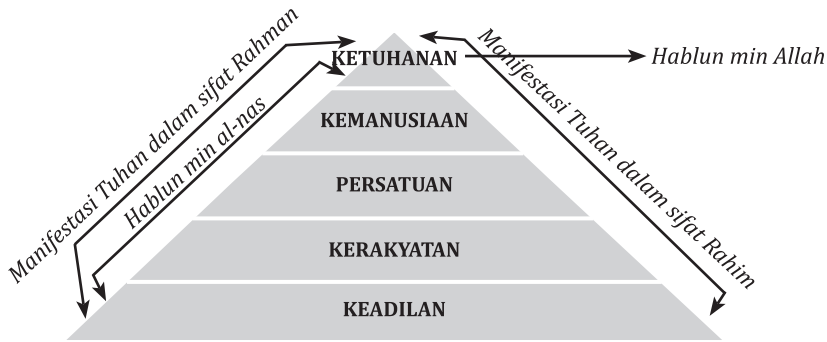 Manifestasi Tuhan dalam sifat Rahman
Hablun min al-nas
KETUHANAN
Hablun min Allah
Manifestasi Tuhan dalam sifat Rahim
KEMANUSIAAN
PERSATUAN
KERAKYATAN
KEADILAN